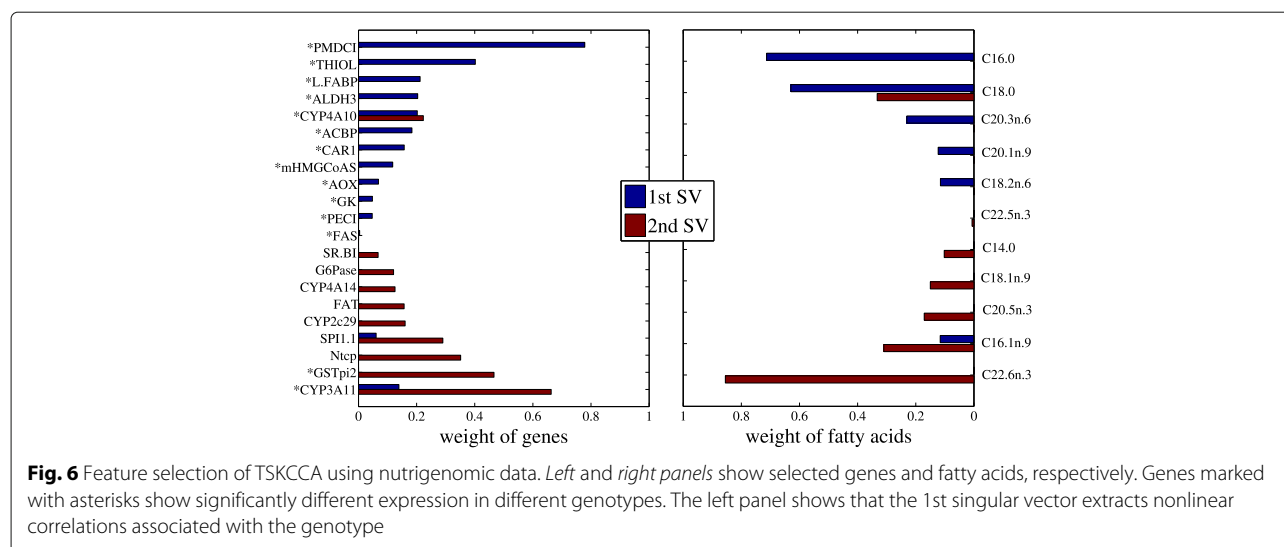 *PMDCI
*THIOL
*L.FABP
*ALDH3
*CYP4A10
*ACBP
*CAR1
*mHMGCoAS
*AOX
*GK
*PECI
*FAS
SR.BI
G6Pase
CYP4A14
FAT
CYP2c29
SPI1.1
Ntcp
*GSTpi2
*CYP3A11
0 0.2 0.4 0.6 0.8 1
weight of genes
1st SV
2nd SV
C16.0
C18.0
C20.3n.6
C20.1n.9
C18.2n.6
C22.5n.3
C14.0
C18.1n.9
C20.5n.3
C16.1n.9
C22.6n.3
1 0.8 0.6 0.4 0.2 0
weight of fatty acids
Fig. 6 Feature selection of TSKCCA using nutrigenomic data. Left and right panels show selected genes and fatty acids, respectively. Genes marked
with asterisks show significantly different expression in different genotypes. The left panel shows that the 1st singular vector extracts nonlinear
correlations associated with the genotype